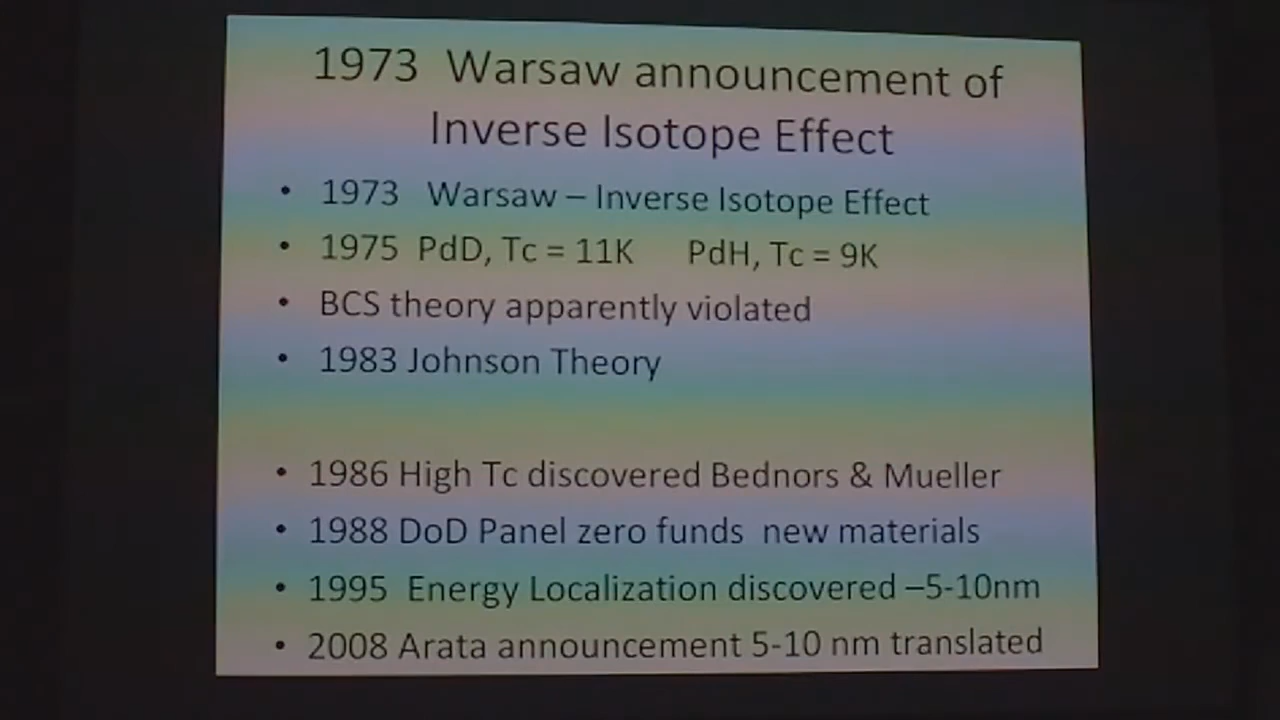 1973 Warsaw announcement of
Inverse Isotope Effect
• 1973 Warsaw – Inverse Isotope Effect
• 1975 PdD, Tc = 11K PdH, Tc = 9K
• BCS theory apparently violated
• 1983 Johnson Theory
• 1986 High Tc discovered Bednors & Mueller
• 1988 DoD Panel zero funds new materials
• 1995 Energy Localization discovered –5-10nm
• 2008 Arata announcement 5-10 nm translated